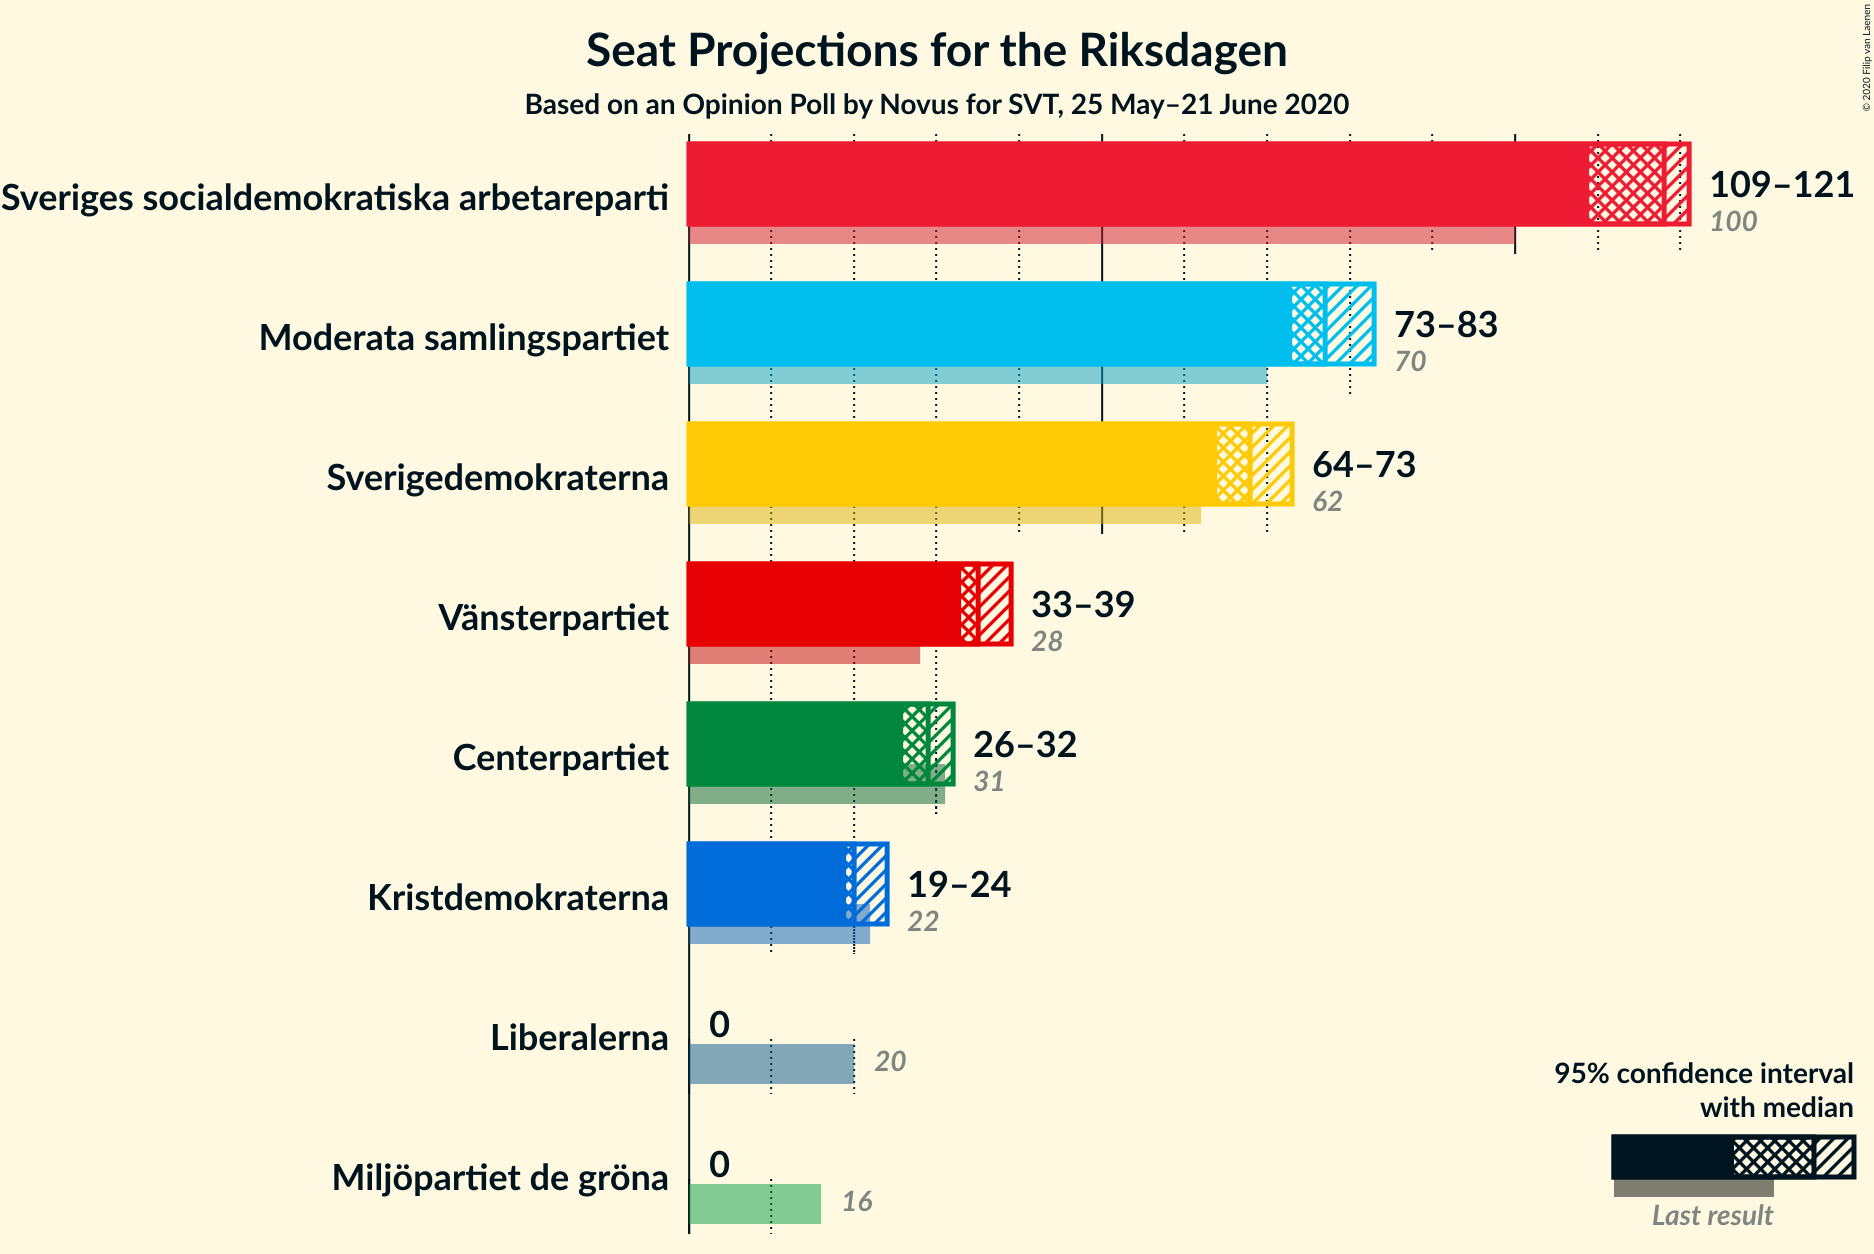 Seat Projections for the Riksdagen
Based on an Opinion Poll by Novus for SVT, 25 May–21 June 2020
© 2020 Filip van Laenen
Sveriges socialdemokratiska arbetareparti
109–121
100
Moderata samlingspartiet
73–83
70
Sverigedemokraterna
64–73
62
Vänsterpartiet
33–39
28
Centerpartiet
26–32
31
Kristdemokraterna
19–24
22
Liberalerna
0
20
Miljöpartiet de gröna
0
16
95% confidence interval
with median
Last result